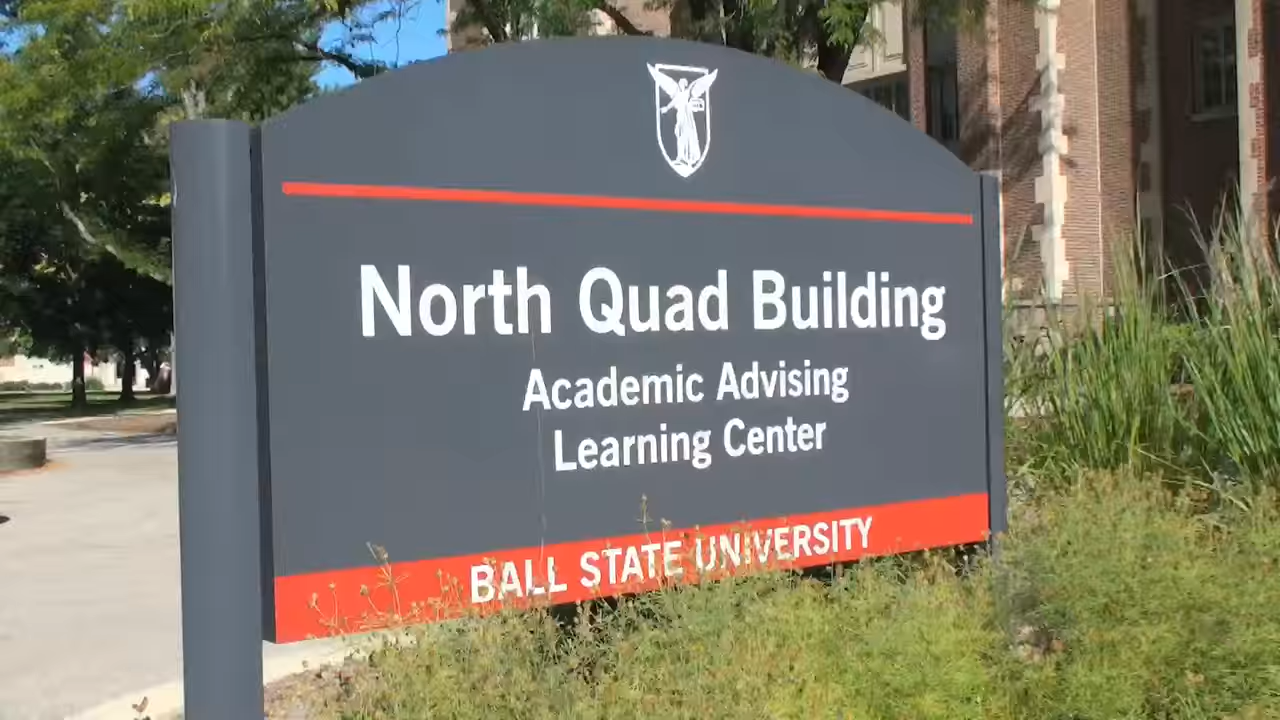 North Quad Building
Academic Advising
Learning Center
BALL STATE UNIVERSITY